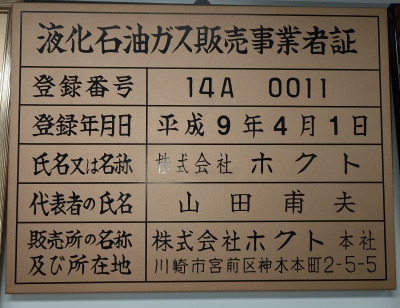 液化石油ガス販売事業者証
登録番号 14A 0011
登録年月日 平成9年4月1日
氏名又は名称 株式会社 ホクト
代表者の氏名 山田甫夫
販売所の名称 株式会社ホクト 本社
及び所在地 川崎市宮前区神木本町2-5-5